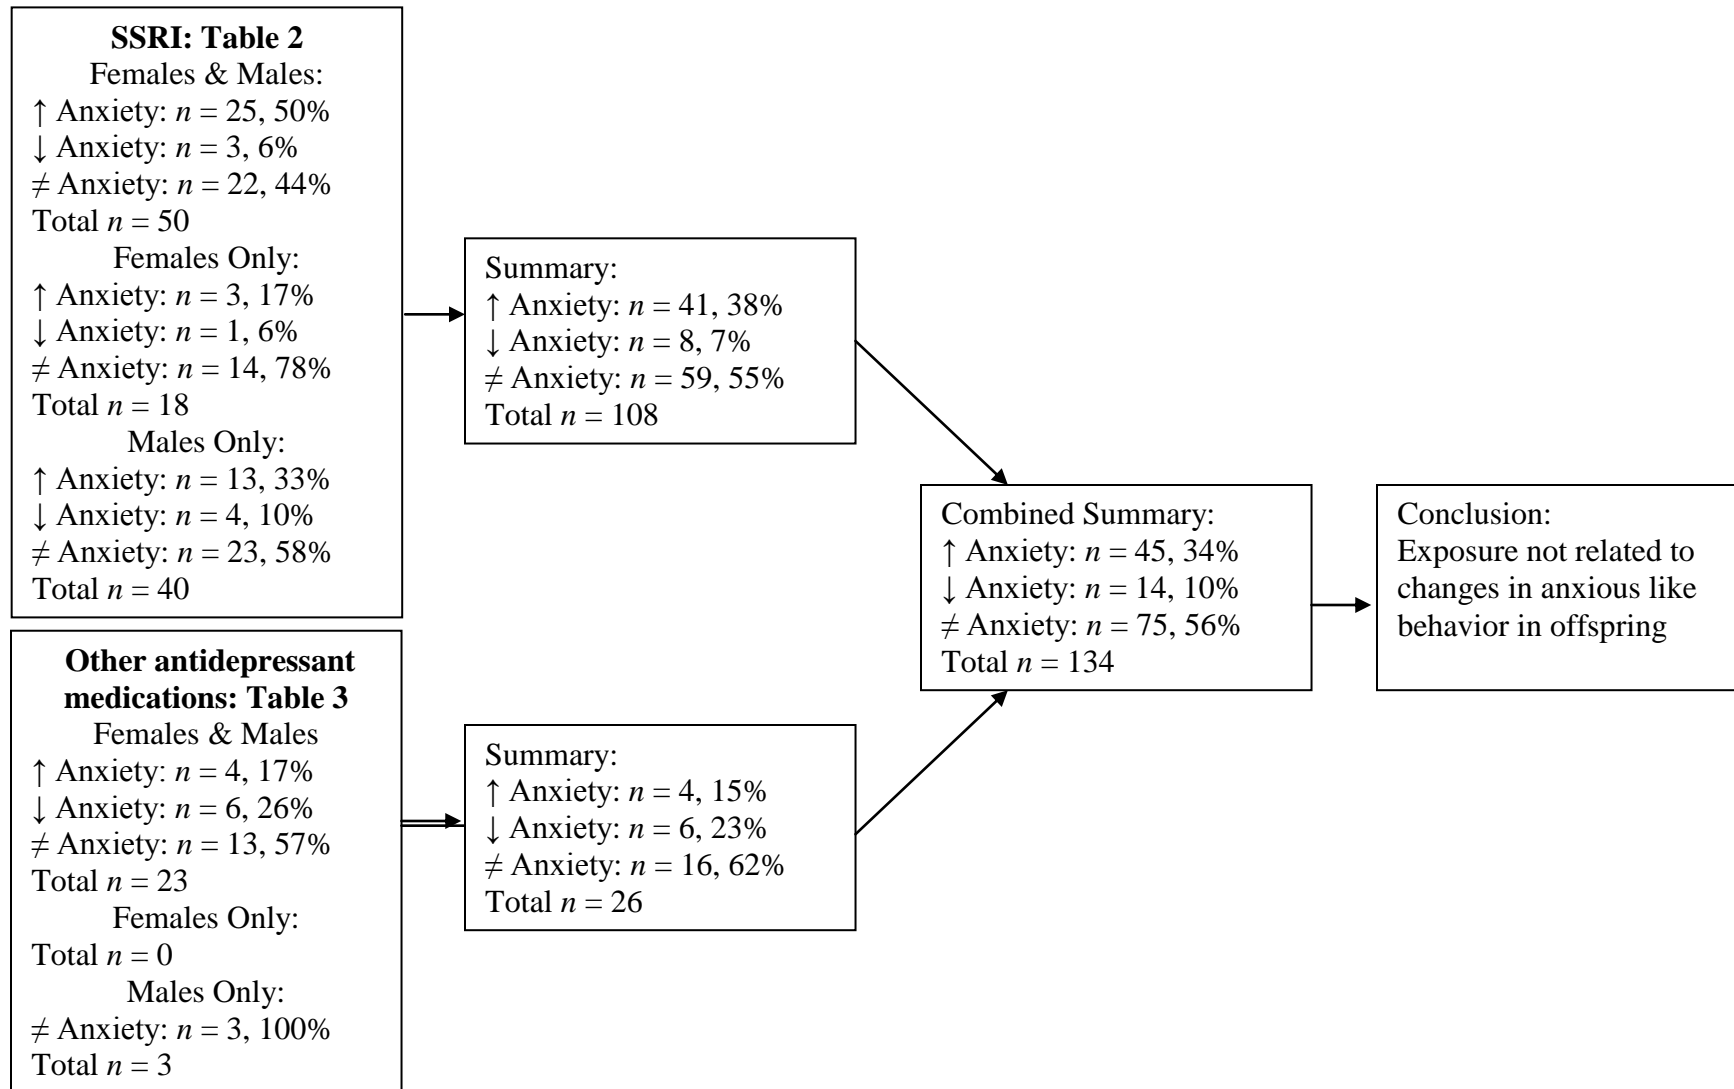 SSRI: Table 2
Females & Males:
↑ Anxiety: n = 25, 50%
↓ Anxiety: n = 3, 6%
≠ Anxiety: n = 22, 44%
Total n = 50
Females Only:
↑ Anxiety: n = 3, 17%
↓ Anxiety: n = 1, 6%
≠ Anxiety: n = 14, 78%
Total n = 18
Males Only:
↑ Anxiety: n = 13, 33%
↓ Anxiety: n = 4, 10%
≠ Anxiety: n = 23, 58%
Total n = 40
Other antidepressant
medications: Table 3
Females & Males
↑ Anxiety: n = 4, 17%
↓ Anxiety: n = 6, 26%
≠ Anxiety: n = 13, 57%
Total n = 23
Females Only:
Total n = 0
Males Only:
≠ Anxiety: n = 3, 100%
Total n = 3
Summary:
↑ Anxiety: n = 41, 38%
↓ Anxiety: n = 8, 7%
≠ Anxiety: n = 59, 55%
Total n = 108
Summary:
↑ Anxiety: n = 4, 15%
↓ Anxiety: n = 6, 23%
≠ Anxiety: n = 16, 62%
Total n = 26
Combined Summary:
↑ Anxiety: n = 45, 34%
↓ Anxiety: n = 14, 10%
≠ Anxiety: n = 75, 56%
Total n = 134
Conclusion:
Exposure not related to
changes in anxious like
behavior in offspring